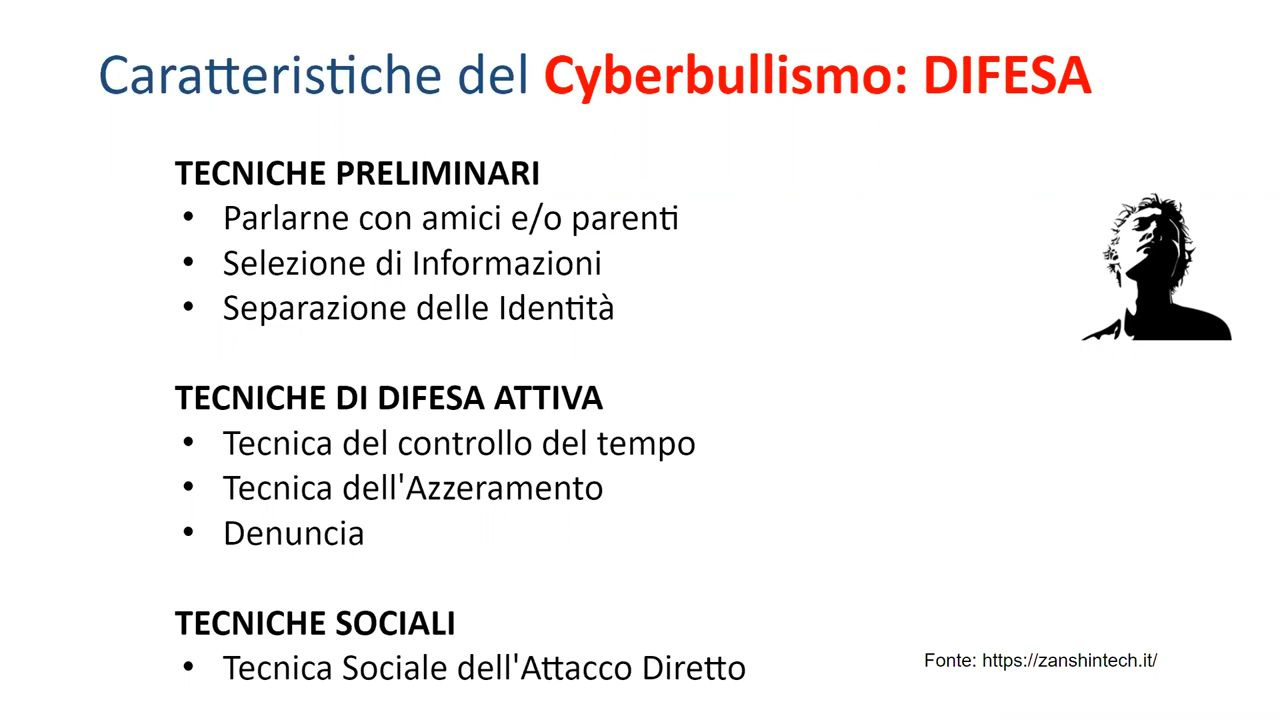 Caratteristiche del Cyberbullismo: DIFESA
TECNICHE PRELIMINARI
• Parlarne con amici e/o parenti
• Selezione di Informazioni
• Separazione delle Identità
TECNICHE DI DIFESA ATTIVA
• Tecnica del controllo del tempo
• Tecnica dell'Azzeramento
• Denuncia
TECNICHE SOCIALI
• Tecnica Sociale dell'Attacco Diretto
Fonte: https://zanshintech.it/